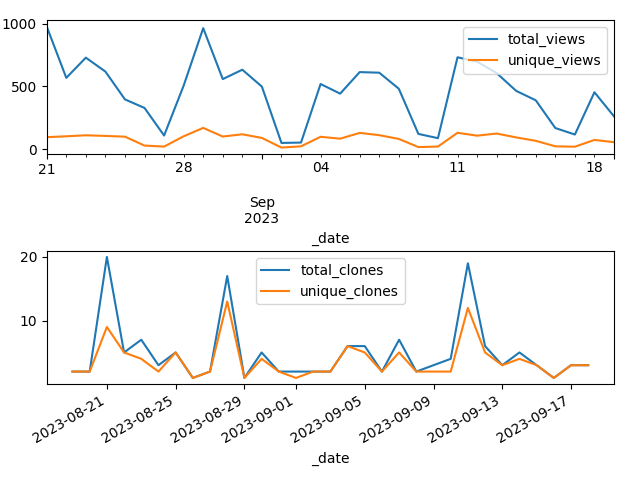 1000
500
0
total_views
unique_views
21
28
04
11
18
Sep
2023
_date
20
10
total_clones
unique_clones
2023-08-21
2023-08-25
2023-08-29
2023-09-01
2023-09-05
2023-09-09
2023-09-13
2023-09-17
_date